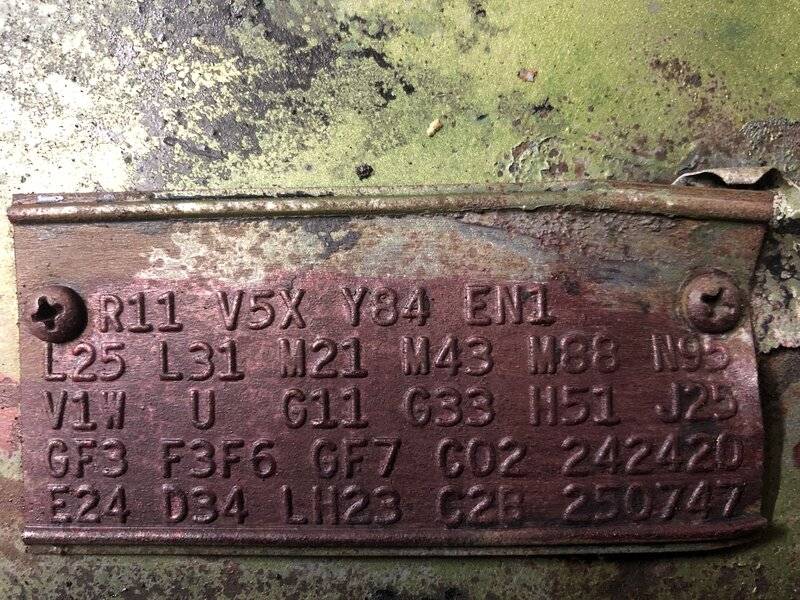 R11 V5X Y84 EN1
L25 L31 M21 M43 M88 N95
V1W U G11 G33 H51 J25
GF3 F3F6 GF7 C02 24242D
E24 D34 LH23 C2B 250747